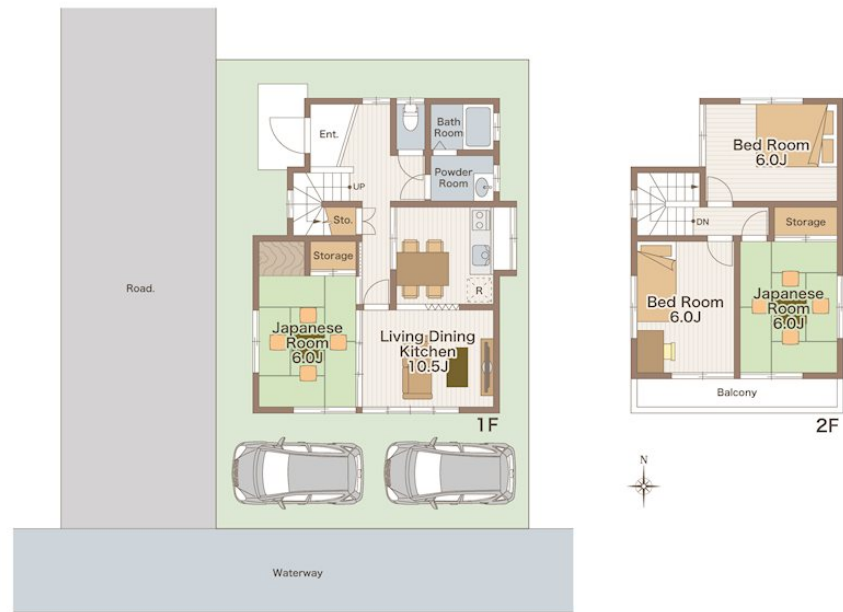 Ent.
Bath
Room
Powder
Room
UP
Sto.
Storage
R
Road.
Japanese
Room
6.0J
Living Dining
Kitchen
10.5J
1F
Waterway
Bed Room
6.0J
DN
Storage
Bed Room
6.0J
Japanese
Room
6.0J
Balcony
2F
N